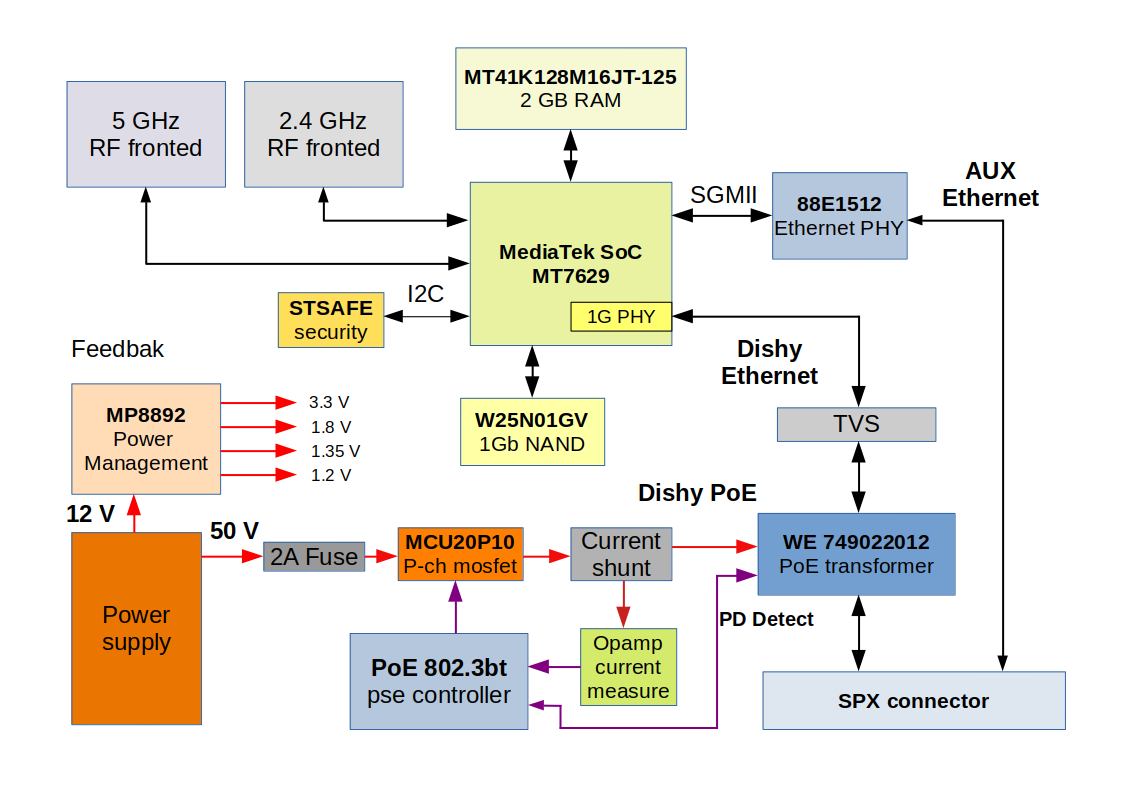 MT41K128M16JT-125
2 GB RAM
5 GHz
RF fronted
2.4 GHz
RF fronted
AUX
Ethernet
SGMII
88E1512
Ethernet PHY
MediaTek SoC
MT7629
1G PHY
I2C
STSAFE
security
Feedbak
Dishy
Ethernet
MP8892
Power
Management
3.3 V
1.8 V
1.35 V
1.2 V
W25N01GV
1Gb NAND
TVS
Dishy PoE
12 V
50 V
2A Fuse
MCU20P10
P-ch mosfet
Current
shunt
WE 749022012
PoE transformer
Power
supply
PD Detect
PoE 802.3bt
pse controller
Opamp
current
measure
SPX connector